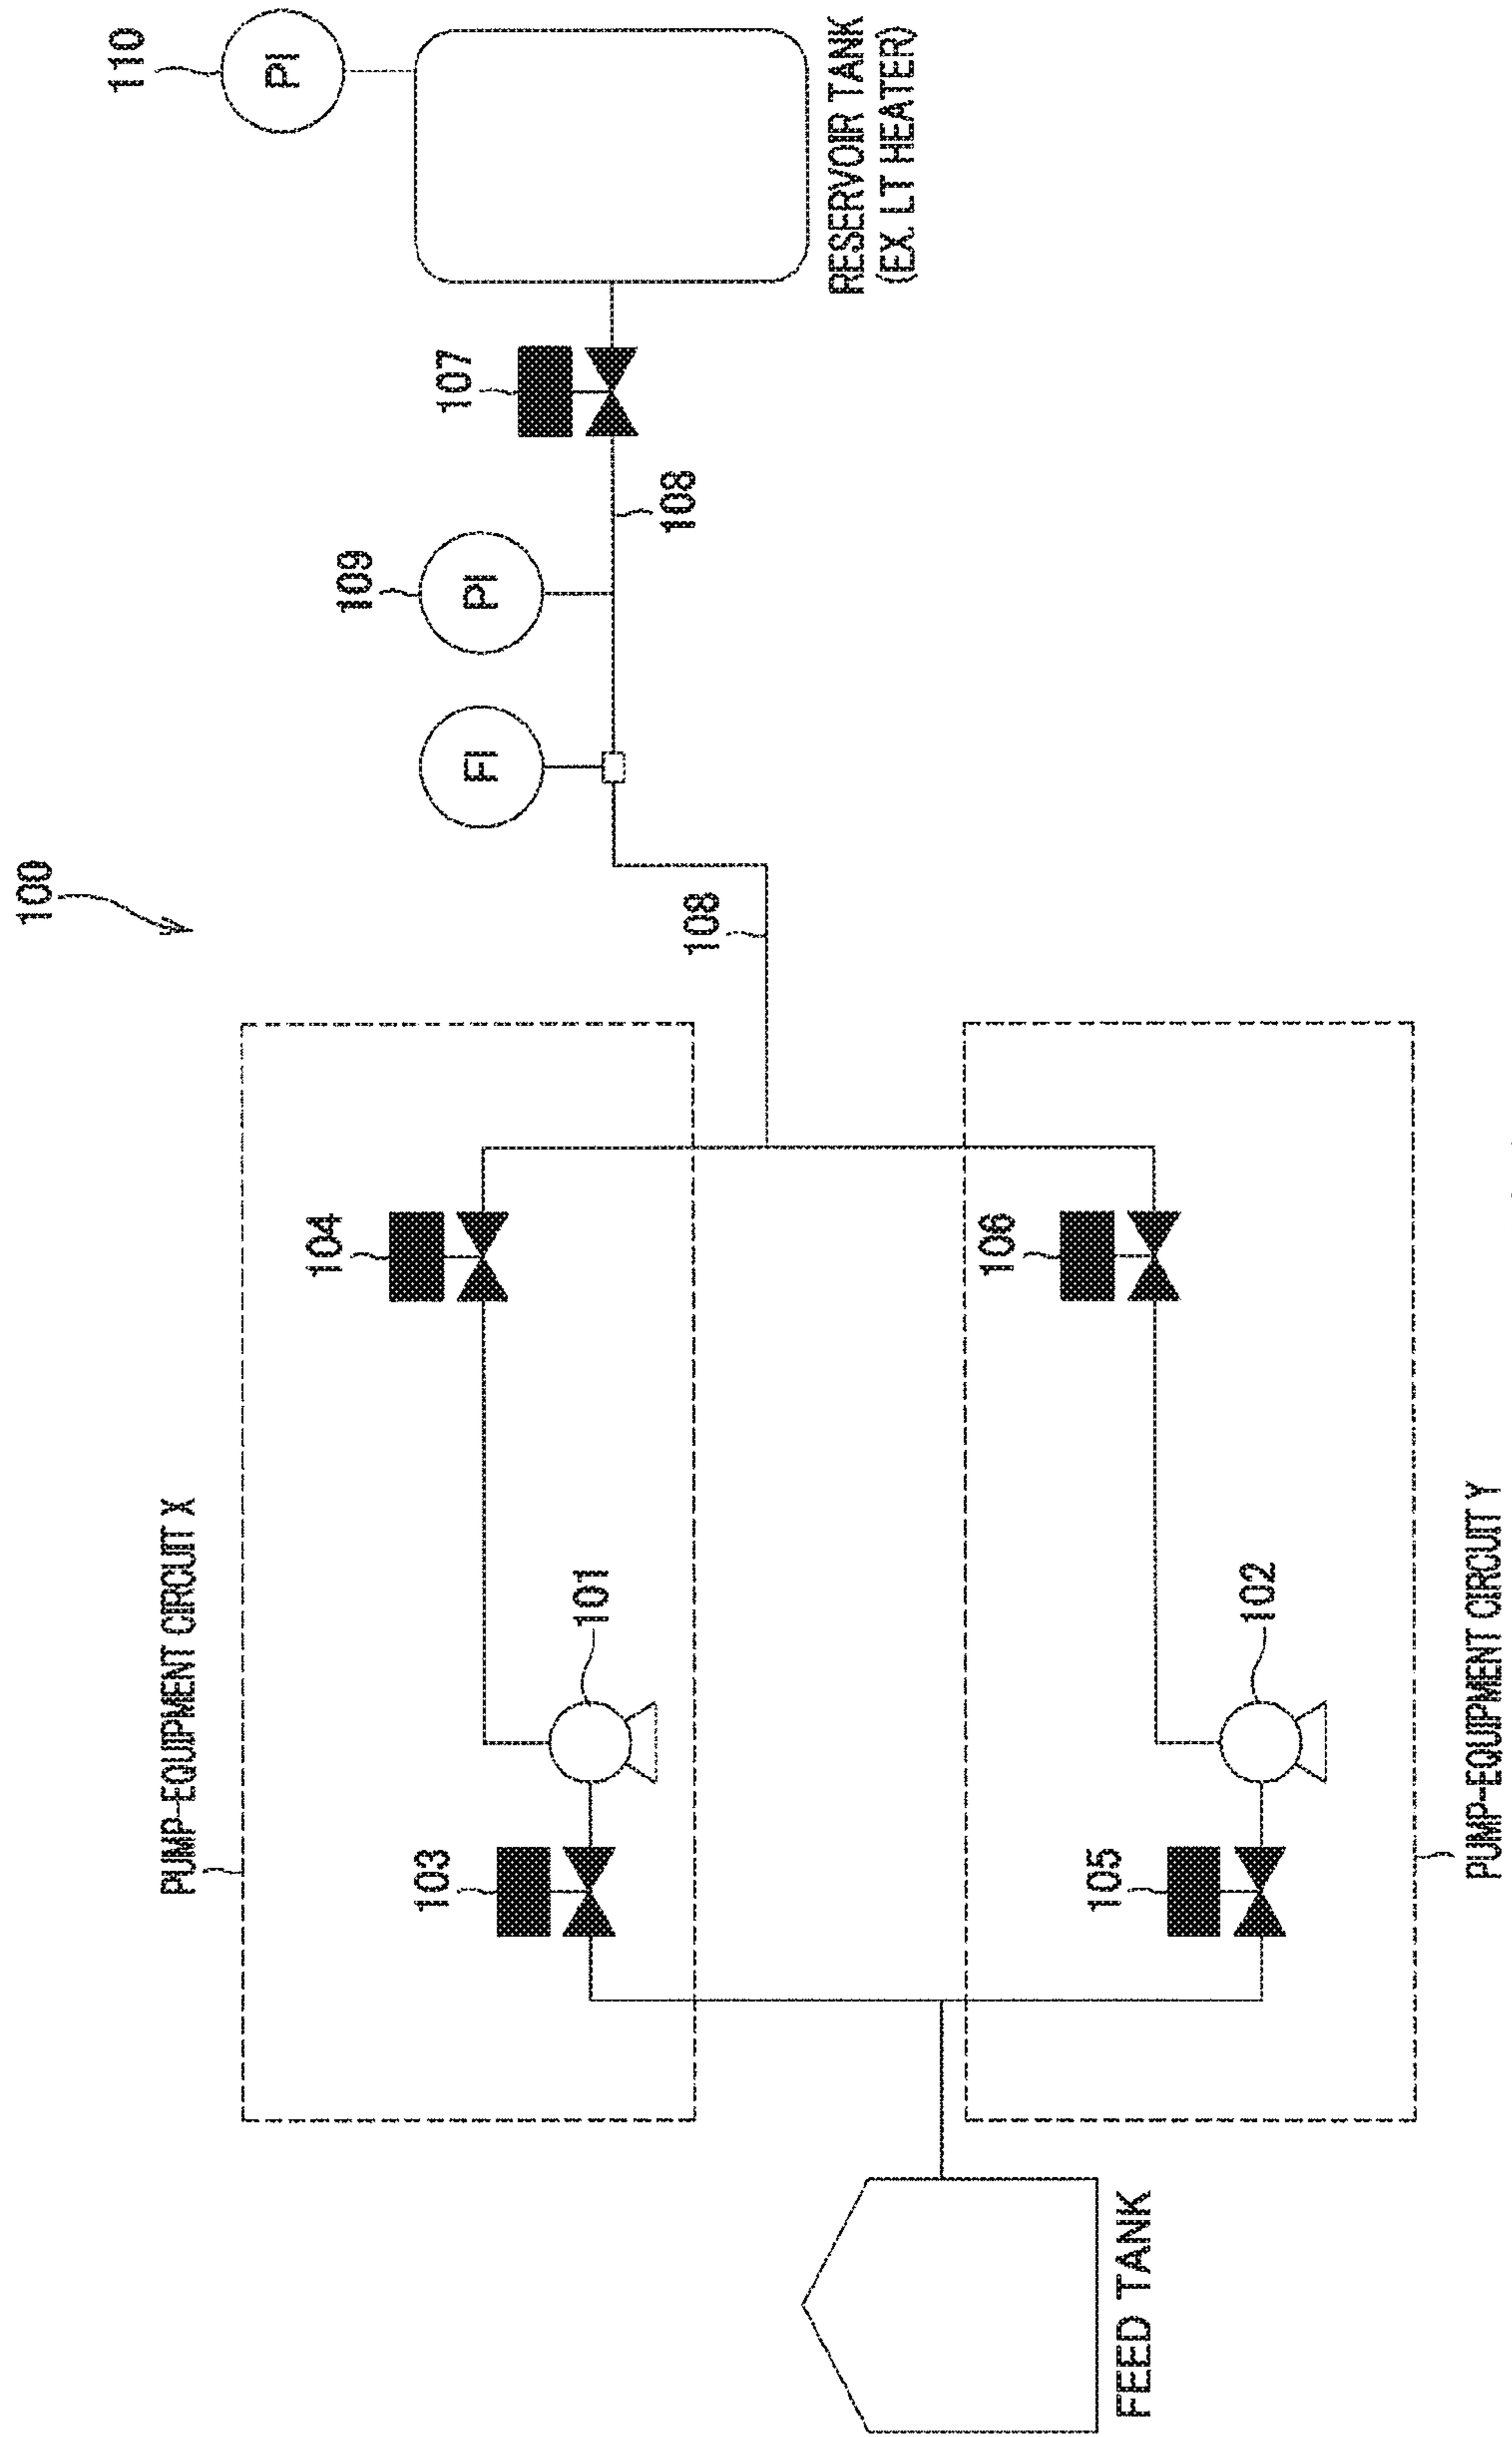 100
PUMP-EQUIPMENT CIRCUIT X
103
101
104
108
FI
109
PI
108
107
110
PI
RESERVOIR TANK
(EX. LT HEATER)
FEED TANK
105
102
106
PUMP-EQUIPMENT CIRCUIT Y